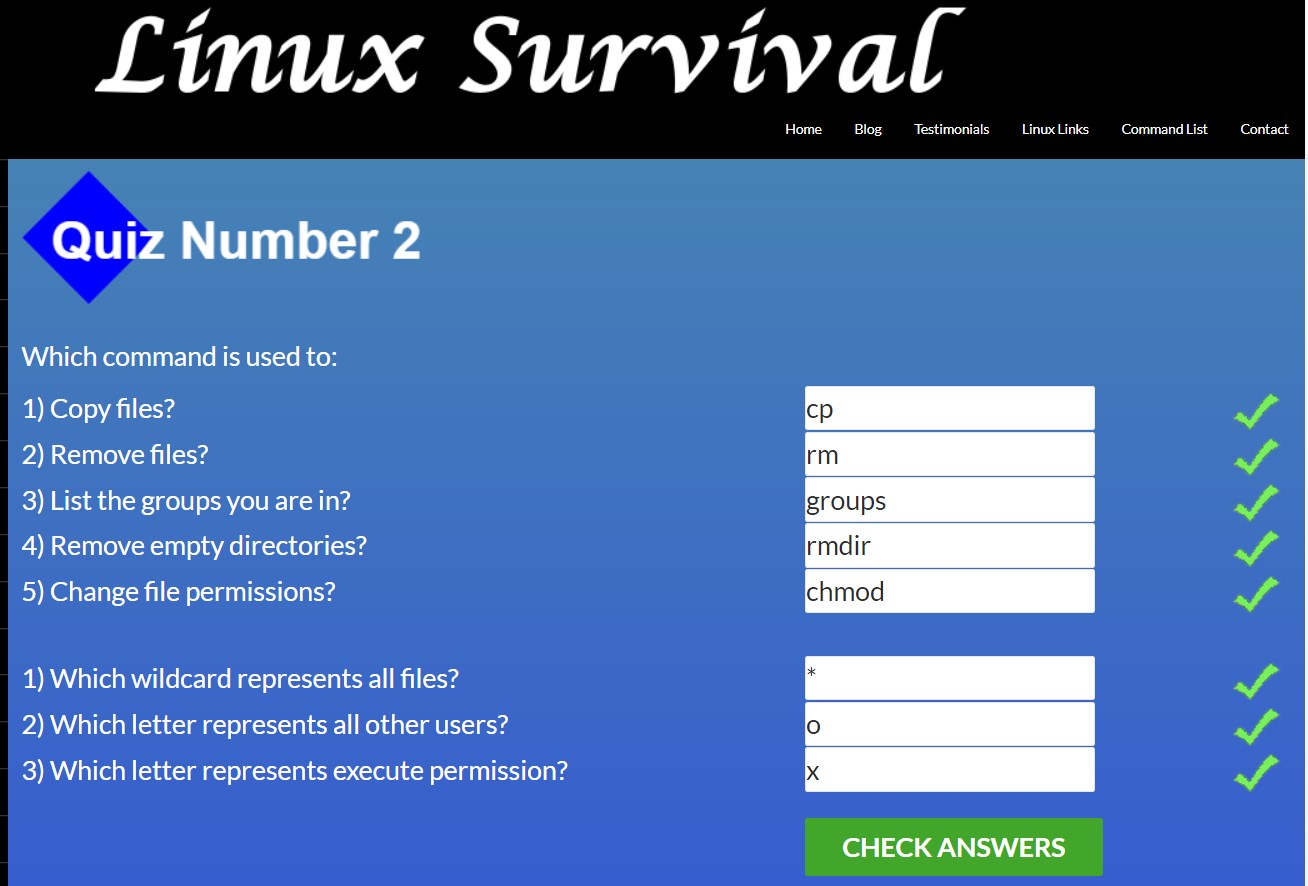 Linux Survival
Home Blog Testimonials Linux Links Command List Contact
Quiz Number 2
Which command is used to:
1) Copy files? cp
2) Remove files? rm
3) List the groups you are in? groups
4) Remove empty directories? rmdir
5) Change file permissions? chmod
1) Which wildcard represents all files? *
2) Which letter represents all other users? o
3) Which letter represents execute permission? x
CHECK ANSWERS